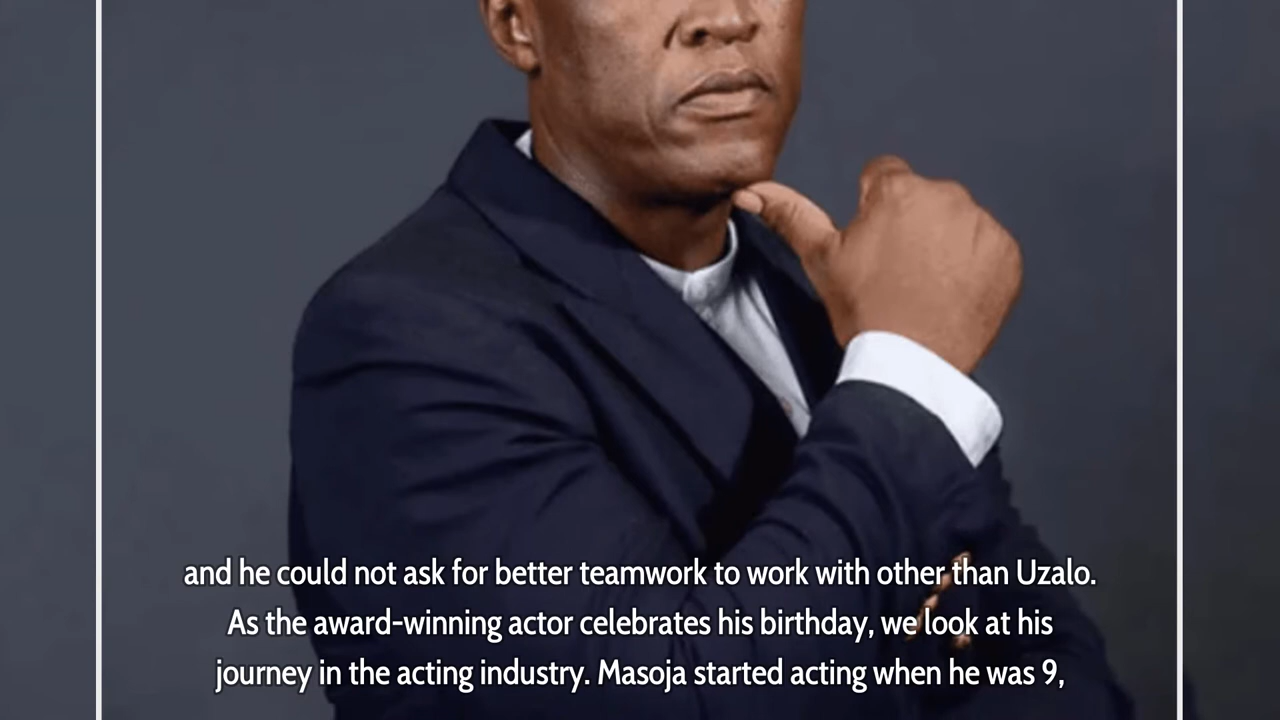 and he could not ask for better teamwork to work with other than Uzalo.
As the award-winning actor celebrates his birthday, we look at his
journey in the acting industry. Masoja started acting when he was 9,